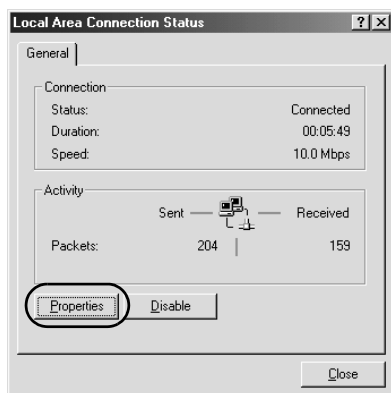 Local Area Connection Status
General
Connection
Status: Connected
Duration: 00:05:49
Speed: 10.0 Mbps
Activity
Sent Received
Packets: 204 159
Properties Disable
Close